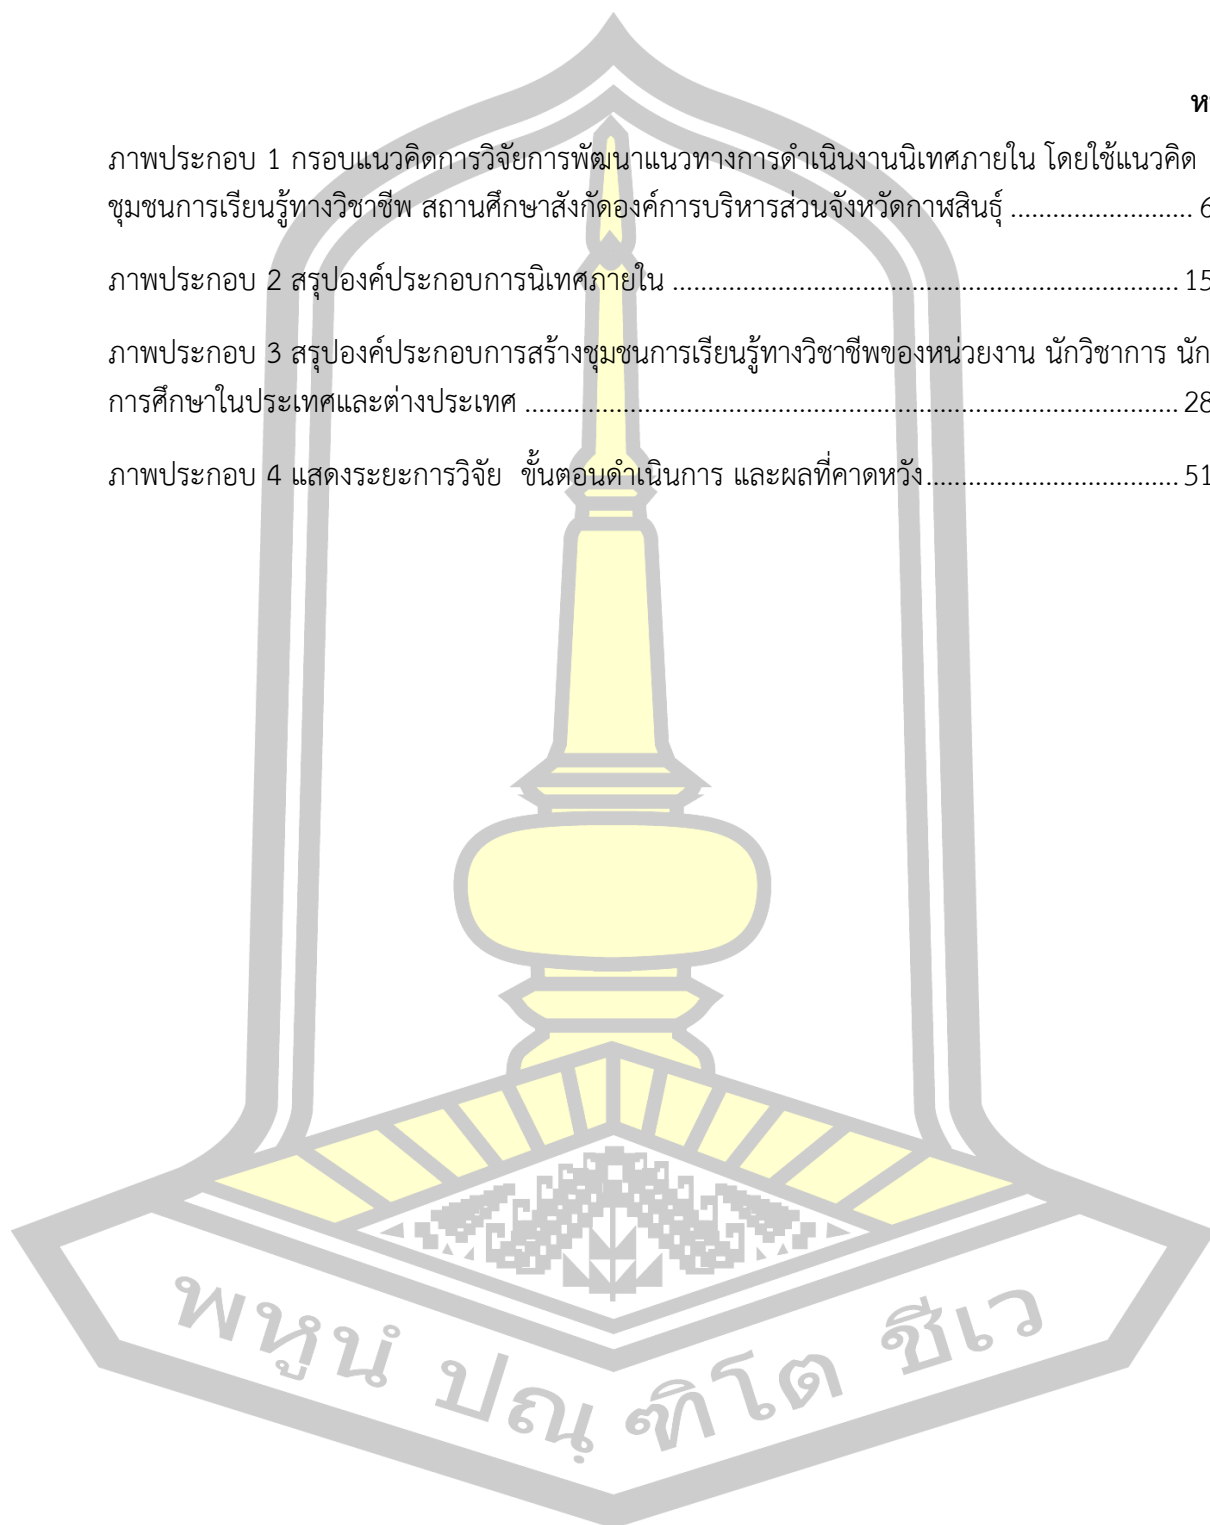 ภาพประกอบ 1 กรอบแนวคิดการวิจัยการพัฒนาแนวทางการดำเนินงานนิเทศภายใน โดยใช้แนวคิด
ชุมชนการเรียนรู้ทางวิชาชีพ สถานศึกษาสังกัดองค์การบริหารส่วนจังหวัดกาฬสินธุ์ ......................... 6
ภาพประกอบ 2 สรุปองค์ประกอบการนิเทศภายใน ....................................................................... 15
ภาพประกอบ 3 สรุปองค์ประกอบการสร้างชุมชนการเรียนรู้ทางวิชาชีพของหน่วยงาน นักวิชาการ นัก
การศึกษาในประเทศและต่างประเทศ ........................................................................................... 28
ภาพประกอบ 4 แสดงระยะการวิจัย ขั้นตอนดำเนินการ และผลที่คาดหวัง................................... 51
พหูนํ ปณฺฑิโต ชีเว